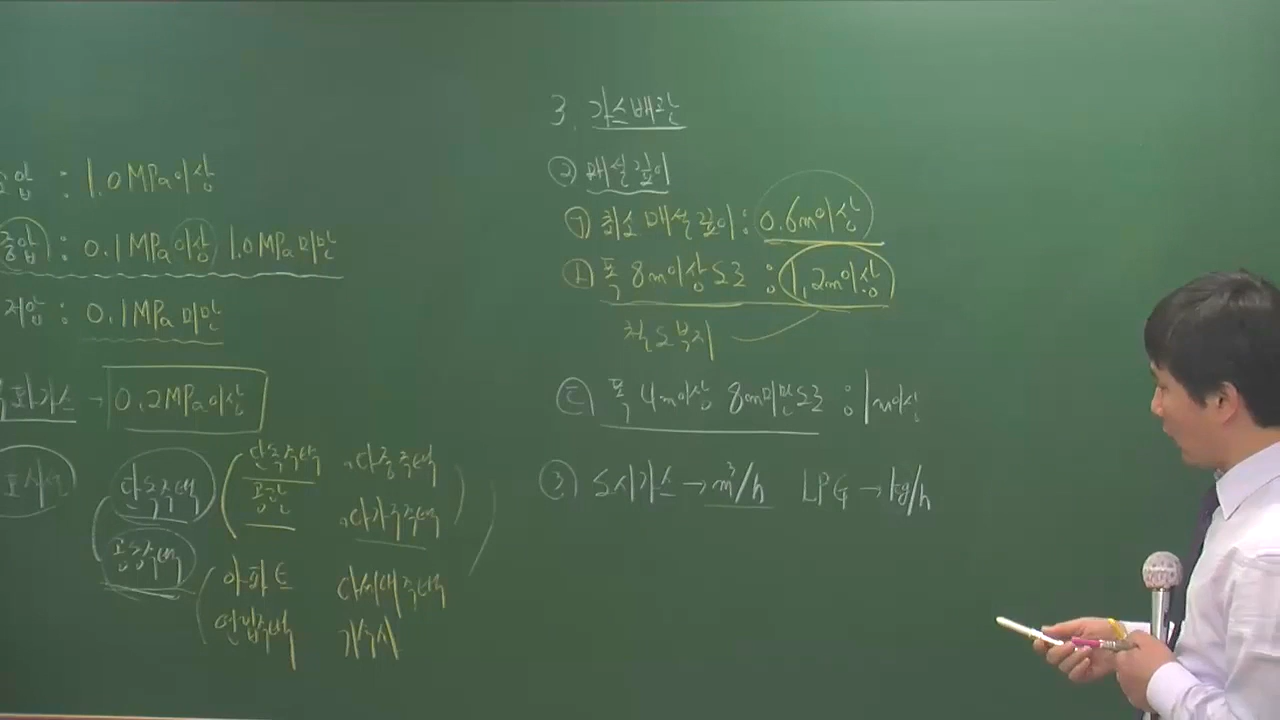 고압 : 1.0MPa이상
중압 : 0.1MPa이상 1.0MPa미만
저압 : 0.1MPa미만
액화가스 → 0.2MPa이상
단독주택
단독주택 , 다중주택
공관 , 다가구주택
공동주택
아파트 다세대주택
연립주택 기숙사
3. 가스배관
② 매설깊이
㉠ 최소매설깊이 : 0.6m이상
㉡ 폭 8m이상도로 : 1.2m이상
철도부지
㉢ 폭 4m이상 8m미만도로 : 1m이상
③ 도시가스 → m³/h LPG → kg/h